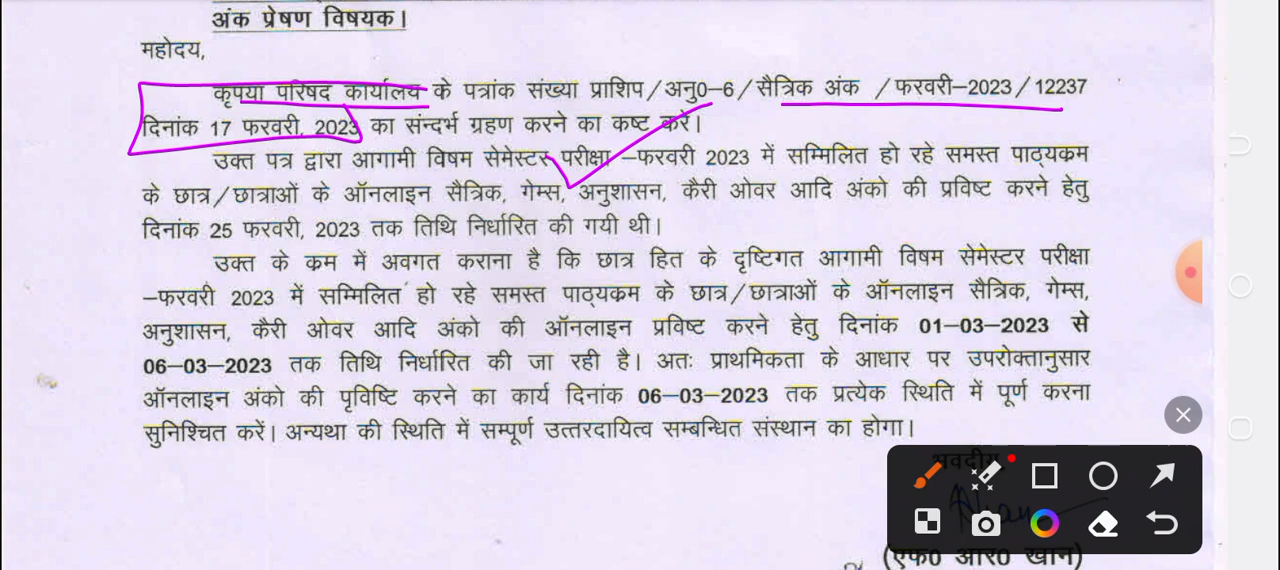 अंक प्रेषण विषयक।
महोदय,
कृपया परिषद कार्यालय के पत्रांक संख्या प्राशिप/अनु0–6/सैत्रिक अंक /फरवरी–2023/12237
दिनांक 17 फरवरी, 2023 का संन्दर्भ ग्रहण करने का कष्ट करें।
उक्त पत्र द्वारा आगामी विषम सेमेस्टर परीक्षा –फरवरी 2023 में सम्मिलित हो रहे समस्त पाठ्यक्रम
के छात्र/छात्राओं के ऑनलाइन सैत्रिक, गेम्स, अनुशासन, कैरी ओवर आदि अंको की प्रविष्ट करने हेतु
दिनांक 25 फरवरी, 2023 तक तिथि निर्धारित की गयी थी।
उक्त के क्रम में अवगत कराना है कि छात्र हित के दृष्टिगत आगामी विषम सेमेस्टर परीक्षा
–फरवरी 2023 में सम्मिलित हो रहे समस्त पाठ्यक्रम के छात्र/छात्राओं के ऑनलाइन सैत्रिक, गेम्स,
अनुशासन, कैरी ओवर आदि अंको की ऑनलाइन प्रविष्ट करने हेतु दिनांक 01–03–2023 से
06–03–2023 तक तिथि निर्धारित की जा रही है। अतः प्राथमिकता के आधार पर उपरोक्तानुसार
ऑनलाइन अंको की पृविष्टि करने का कार्य दिनांक 06–03–2023 तक प्रत्येक स्थिति में पूर्ण करना
सुनिश्चित करें। अन्यथा की स्थिति में सम्पूर्ण उत्तरदायित्व सम्बन्धित संस्थान का होगा।
भवदीय
(एफ0 आर0 खान)